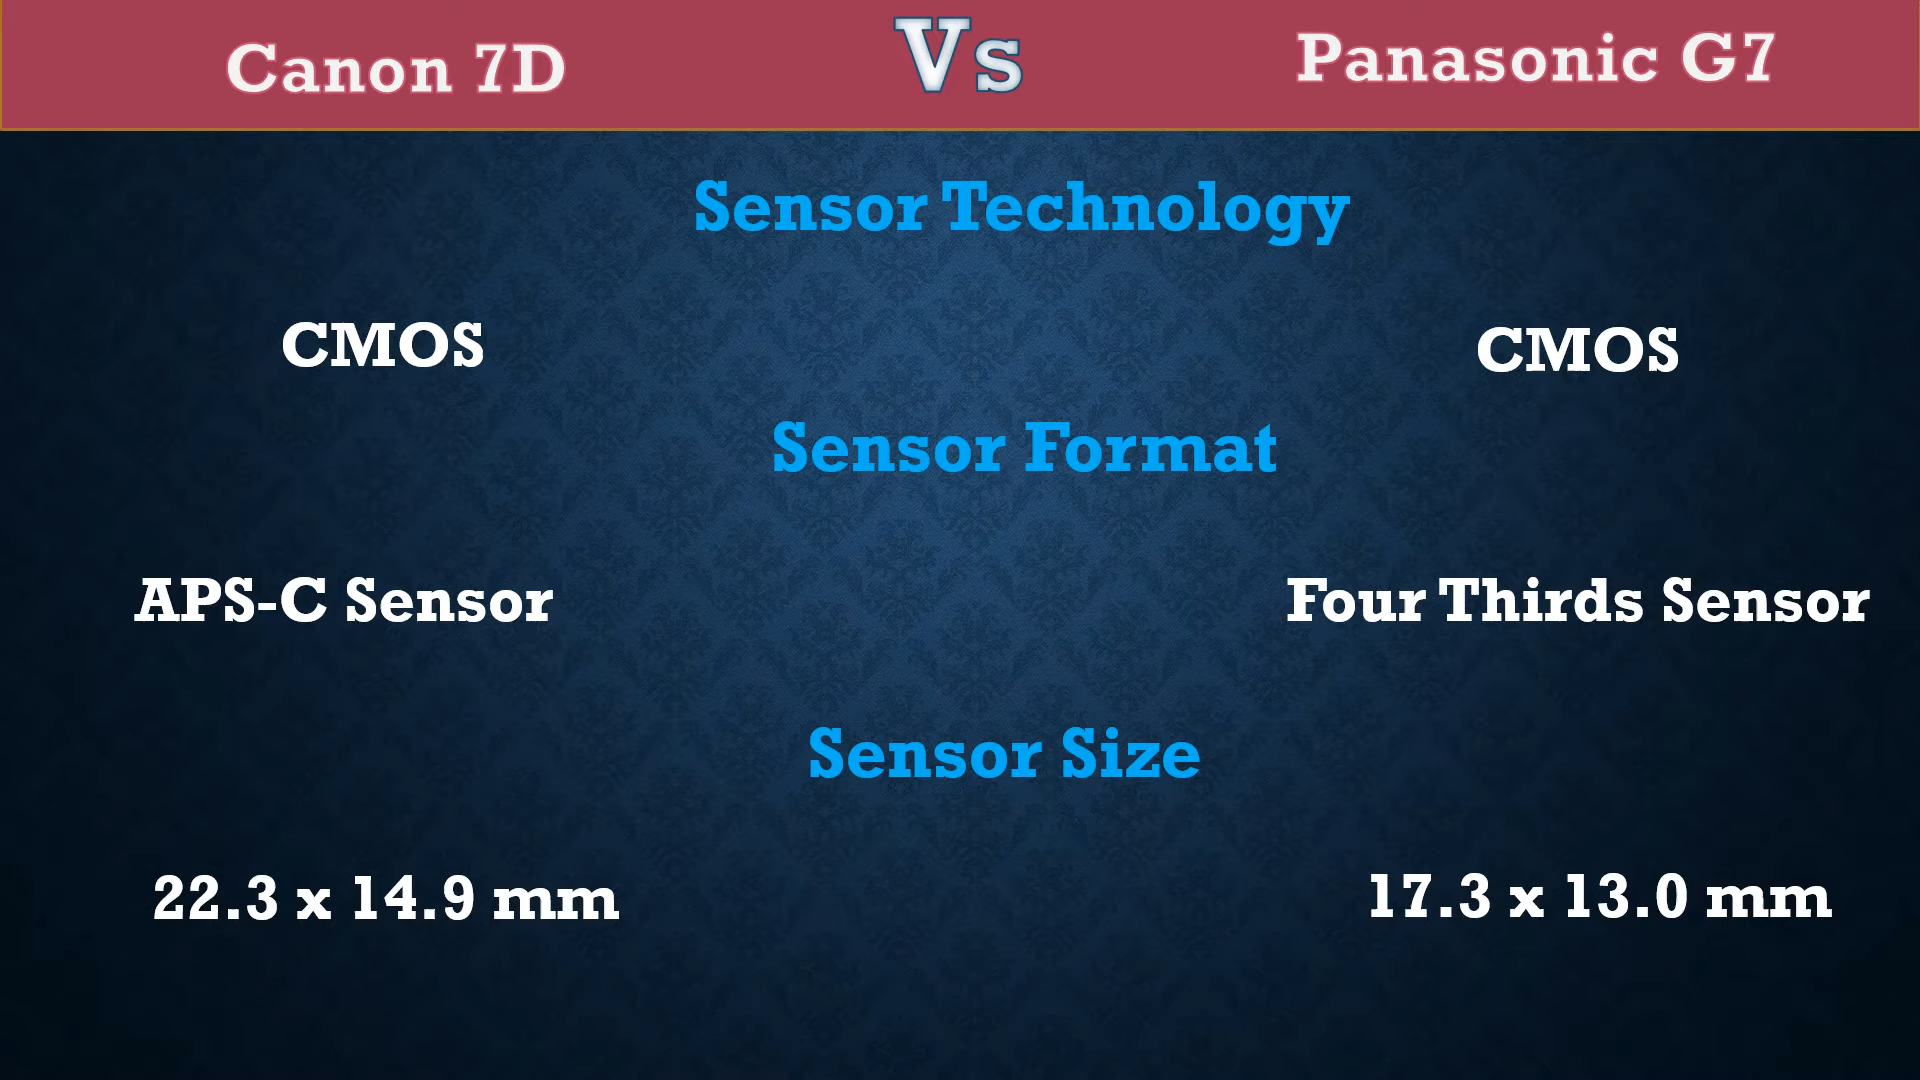 Canon 7D Vs Panasonic G7
Sensor Technology
CMOS CMOS
Sensor Format
APS-C Sensor Four Thirds Sensor
Sensor Size
22.3 x 14.9 mm 17.3 x 13.0 mm